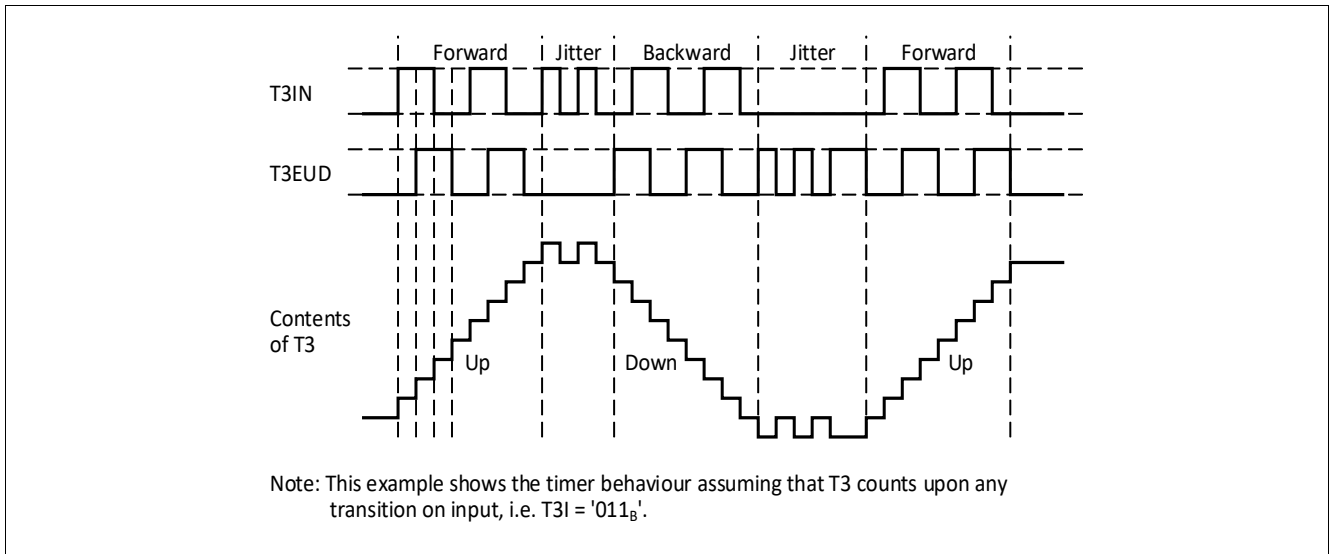 Forward Jitter Backward Jitter Forward
T3IN
T3EUD
Contents
of T3
Up Down Up
Note: This example shows the timer behaviour assuming that T3 counts upon any
transition on input, i.e. T3I = '011B'.